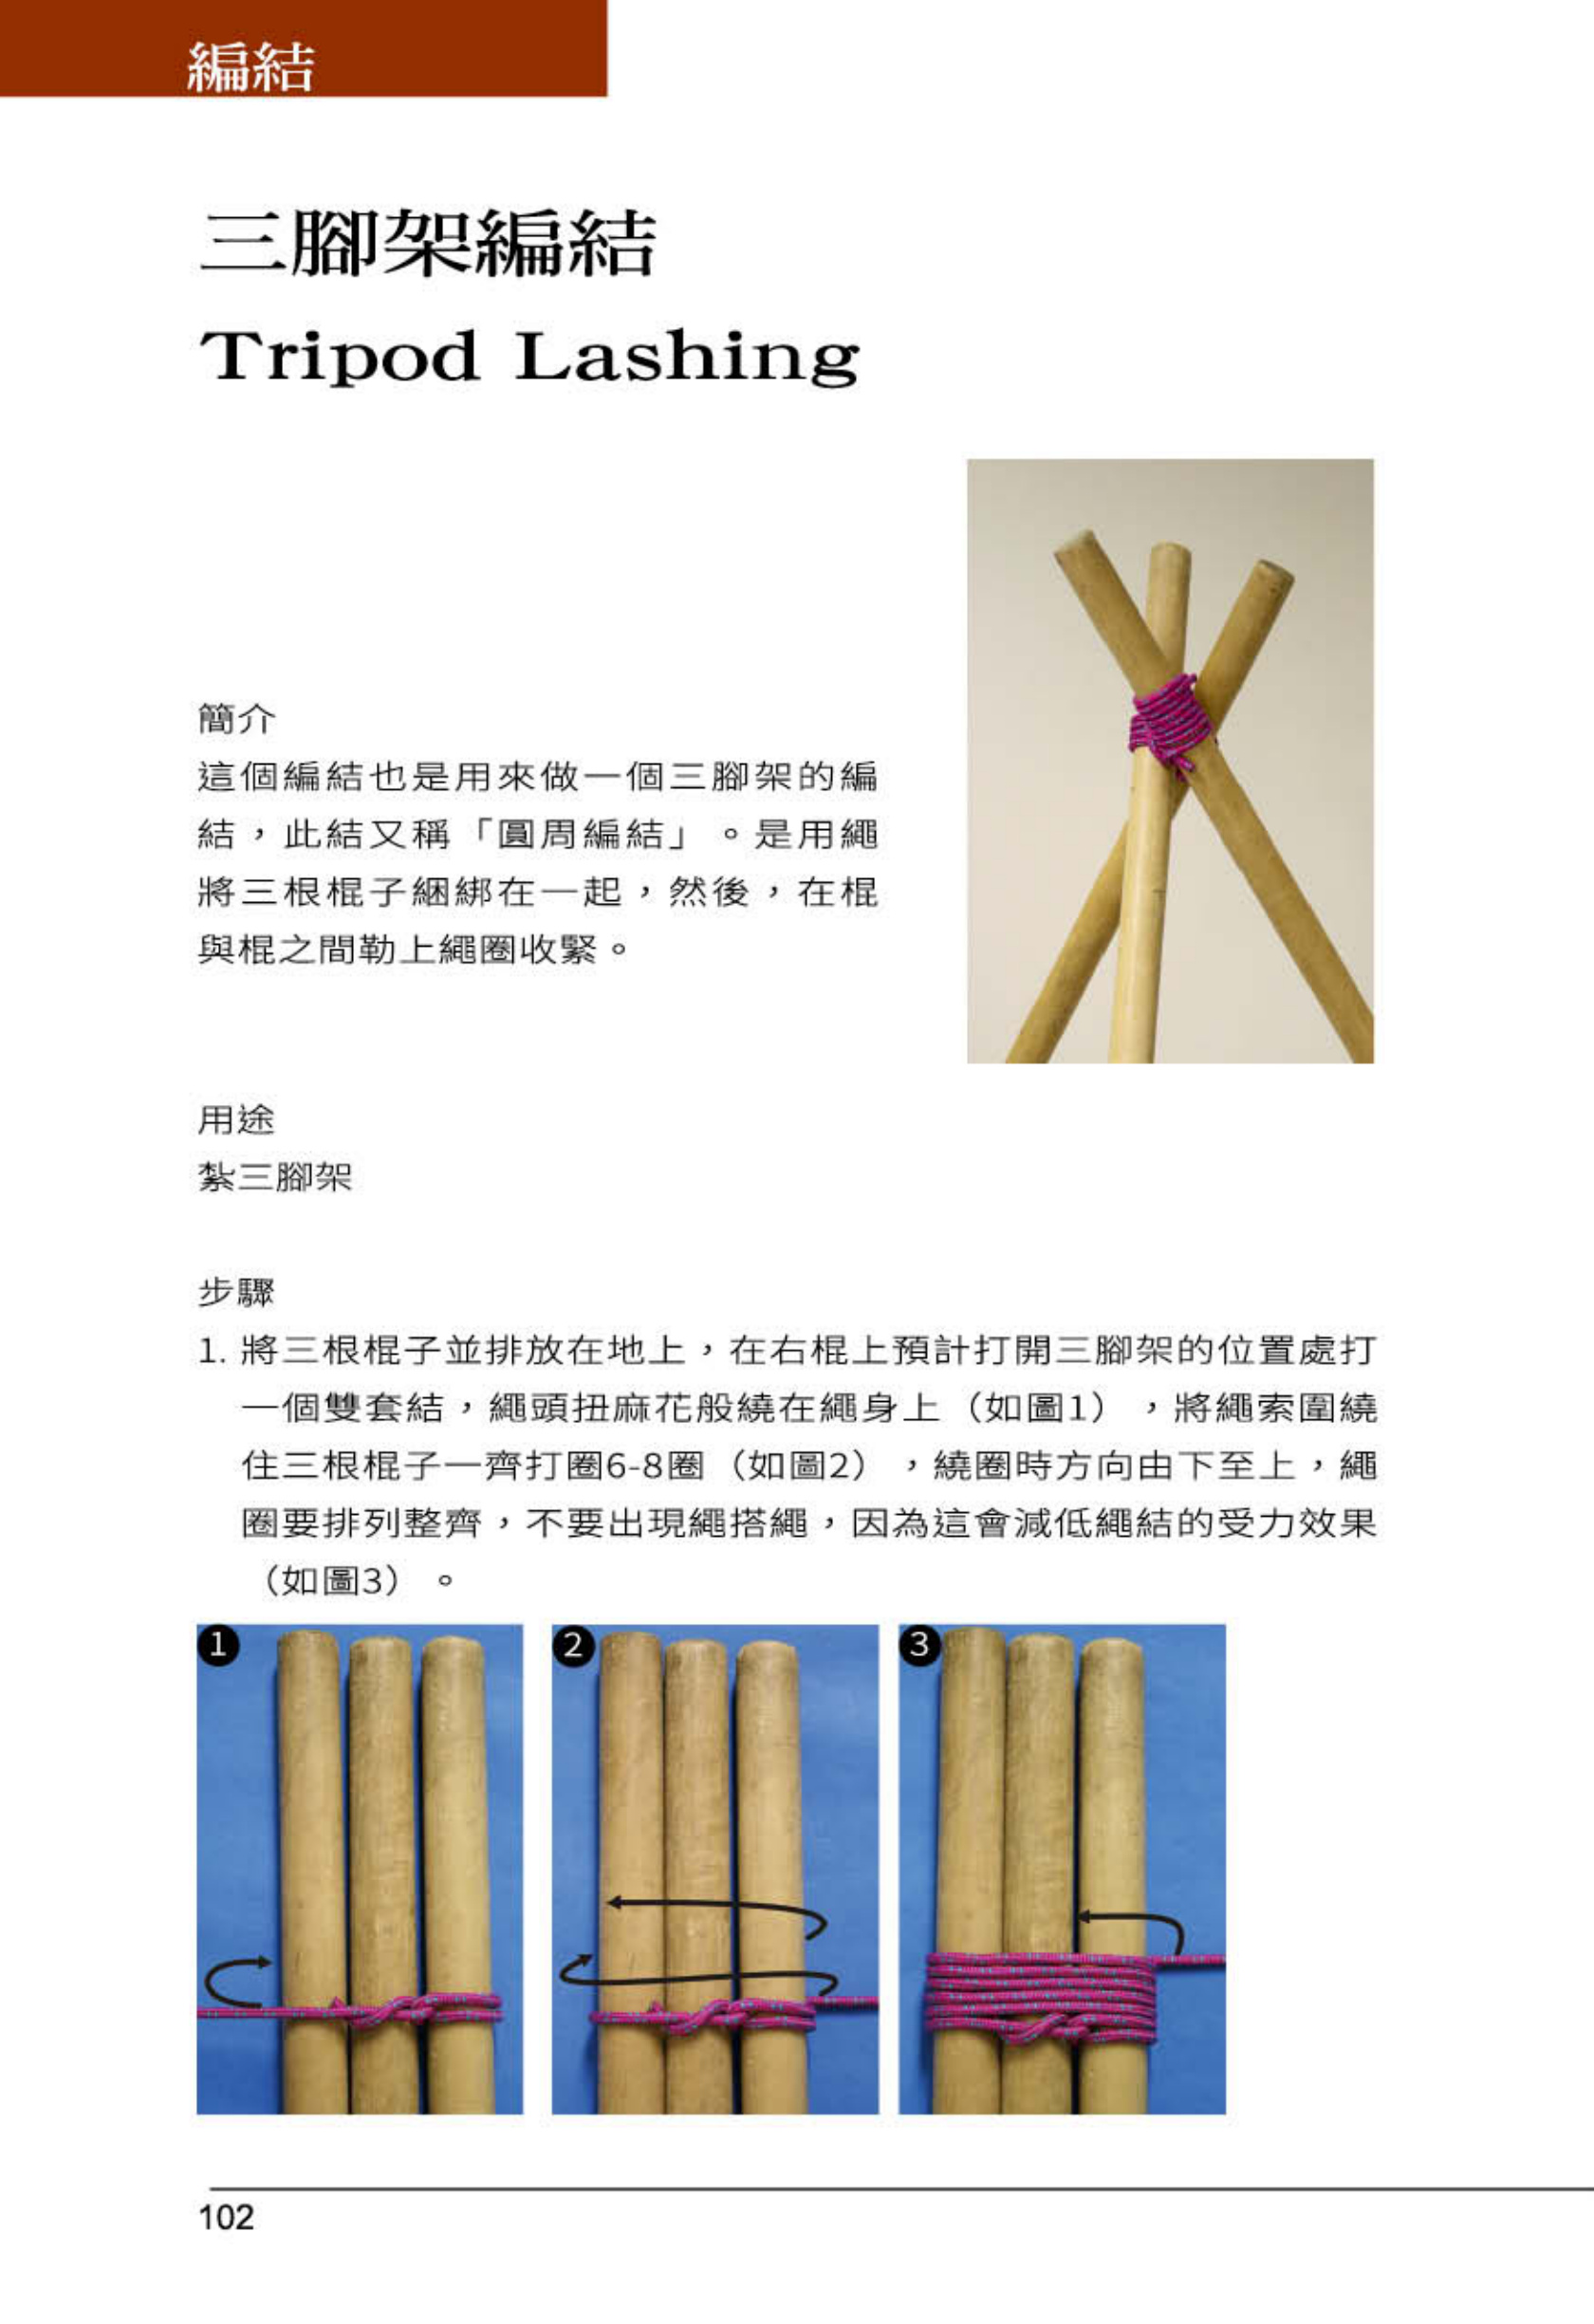 編結
三腳架編結
Tripod Lashing
簡介
這個編結也是用來做一個三腳架的編
結，此結又稱「圓周編結」。是用繩
將三根棍子綑綁在一起，然後，在棍
與棍之間勒上繩圈收緊。
用途
紮三腳架
步驟
1. 將三根棍子並排放在地上，在右棍上預計打開三腳架的位置處打
一個雙套結，繩頭扭麻花般繞在繩身上（如圖1），將繩索圍繞
住三根棍子一齊打圈6-8圈（如圖2），繞圈時方向由下至上，繩
圈要排列整齊，不要出現繩搭繩，因為這會減低繩結的受力效果
（如圖3）。
1
2
3
102